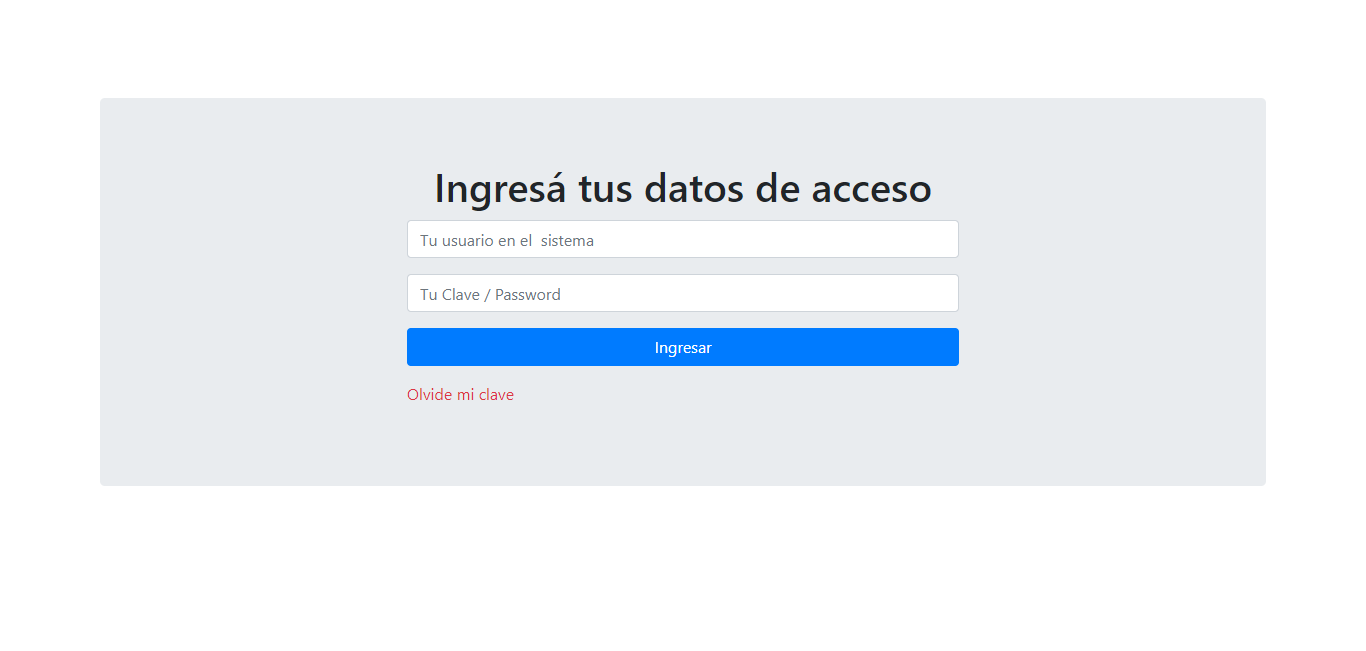 Ingresá tus datos de acceso
Tu usuario en el  sistema
Tu Clave / Password
Ingresar
Olvide mi clave